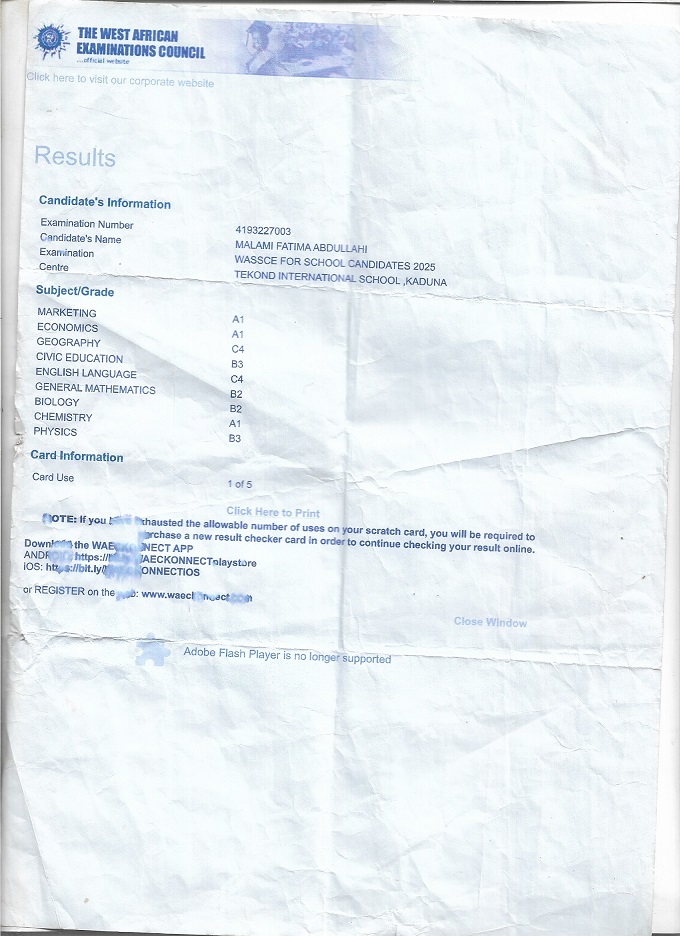 THE WEST AFRICAN
EXAMINATIONS COUNCIL
...official website
Click here to visit our corporate website
Results
Candidate's Information
Examination Number 4193227003
Candidate's Name MALAMI FATIMA ABDULLAHI
Examination WASSCE FOR SCHOOL CANDIDATES 2025
Centre TEKOND INTERNATIONAL SCHOOL ,KADUNA
Subject/Grade
MARKETING A1
ECONOMICS A1
GEOGRAPHY C4
CIVIC EDUCATION B3
ENGLISH LANGUAGE C4
GENERAL MATHEMATICS B2
BIOLOGY B2
CHEMISTRY A1
PHYSICS B3
Card Information
Card Use 1 of 5
Click Here to Print
If you the allowable number of uses on your scratch card, you will be required to
a new result checker card in order to continue checking your result online.
the APP
iOS:
or REGISTER on the
Close Window
Adobe Flash Player is no longer supported